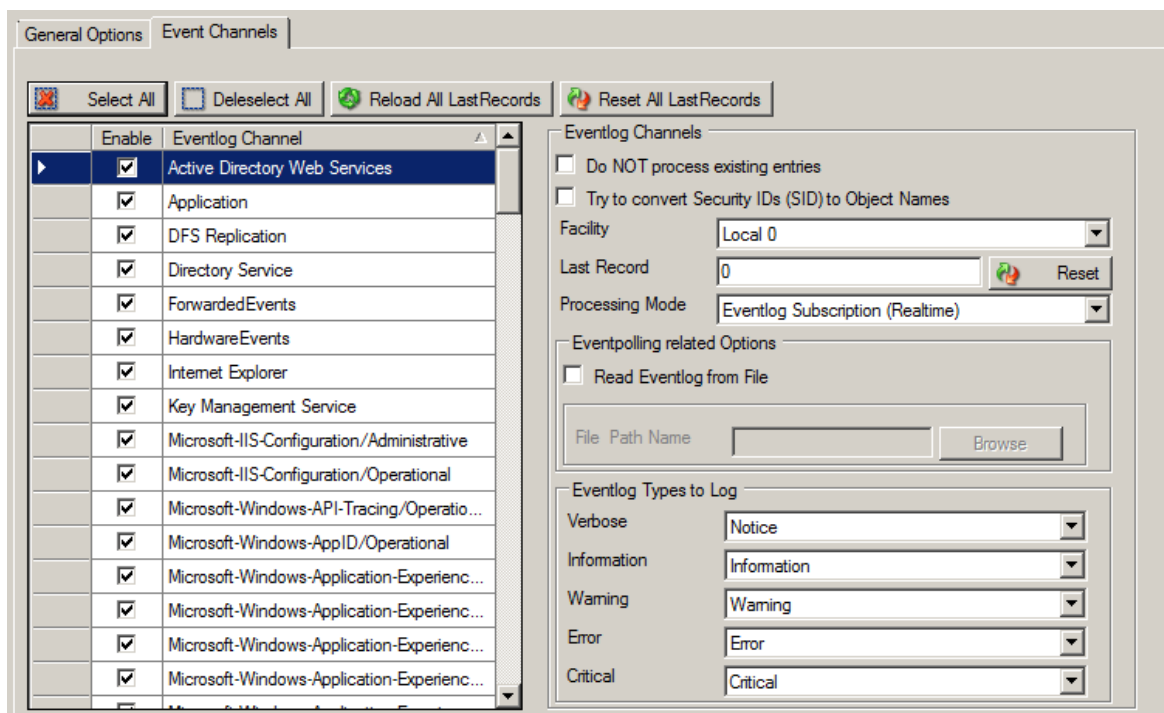 General Options Event Channels
Select All Deleselect All Reload All LastRecords Reset All LastRecords
Enable Eventlog Channel
Active Directory Web Services
Application
DFS Replication
Directory Service
ForwardedEvents
HardwareEvents
Internet Explorer
Key Management Service
Microsoft-IIS-Configuration/Administrative
Microsoft-IIS-Configuration/Operational
Microsoft-Windows-API-Tracing/Operatio...
Microsoft-Windows-AppID/Operational
Microsoft-Windows-Application-Experienc...
Microsoft-Windows-Application-Experienc...
Microsoft-Windows-Application-Experienc...
Microsoft-Windows-Application-Experienc...
Eventlog Channels
Do NOT process existing entries
Try to convert Security IDs (SID) to Object Names
Facility Local 0
Last Record 0 Reset
Processing Mode Eventlog Subscription (Realtime)
Eventpolling related Options
Read Eventlog from File
File Path Name Browse
Eventlog Types to Log
Verbose Notice
Information Information
Warning Warning
Error Error
Critical Critical